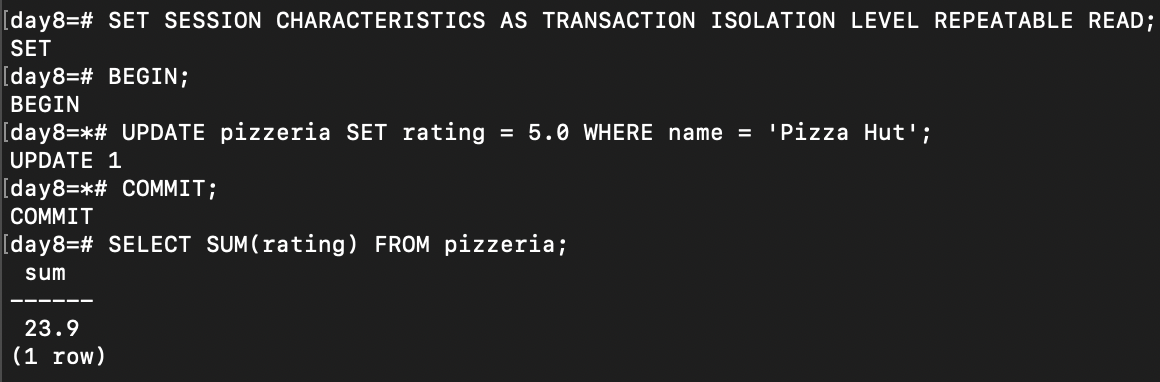 [day8=# SET SESSION CHARACTERISTICS AS TRANSACTION ISOLATION LEVEL REPEATABLE READ;
SET
[day8=# BEGIN;
BEGIN
[day8=*# UPDATE pizzeria SET rating = 5.0 WHERE name = 'Pizza Hut';
UPDATE 1
[day8=*# COMMIT;
COMMIT
[day8=# SELECT SUM(rating) FROM pizzeria;
 sum
------
 23.9
(1 row)